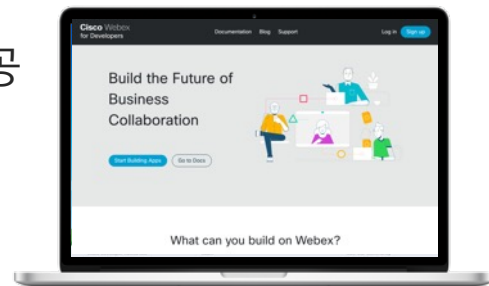 공
Cisco Webex
for Developers
Documentation Blog Support
Log in Sign up
Build the Future of
Business
Collaboration
Start Building Apps Go to Docs
What can you build on Webex?